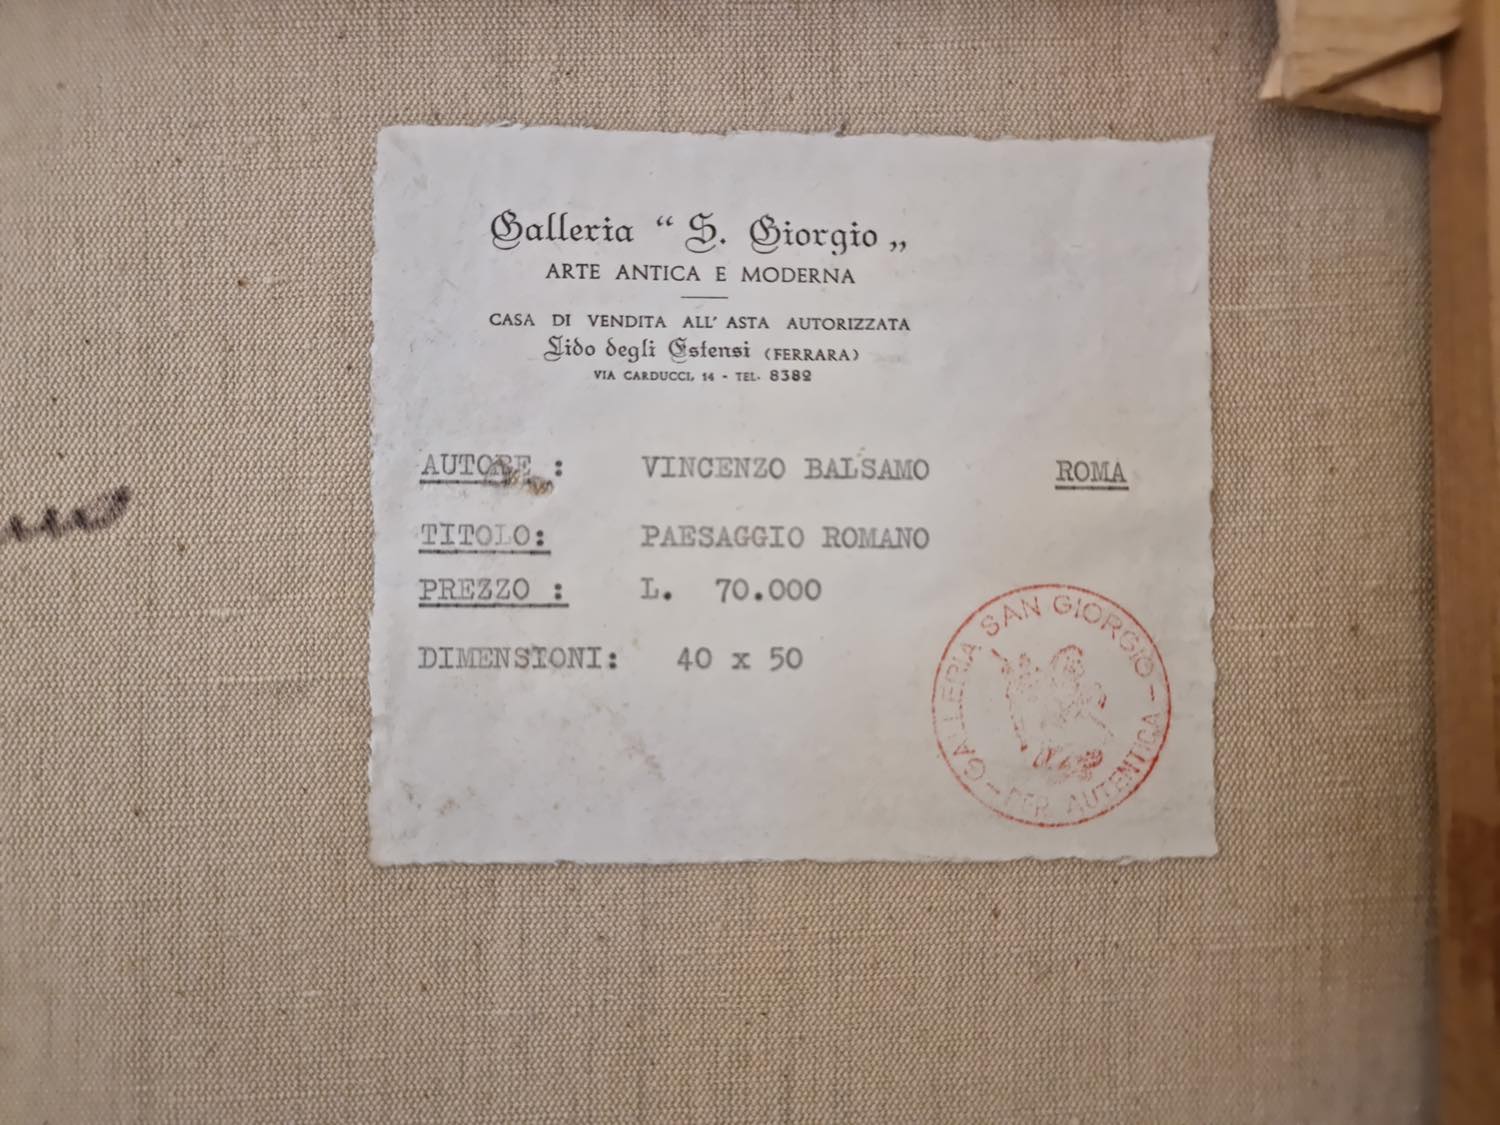 Galleria “ S. Giorgio „
ARTE ANTICA E MODERNA
CASA DI VENDITA ALL' ASTA AUTORIZZATA
Lido degli Estensi (FERRARA)
VIA CARDUCCI, 14 - TEL. 8382
AUTORE : VINCENZO BALSAMO ROMA
TITOLO: PAESAGGIO ROMANO
PREZZO : L. 70.000
DIMENSIONI: 40 x 50
GALLERIA SAN GIORGIO
— PER AUTENTICA —